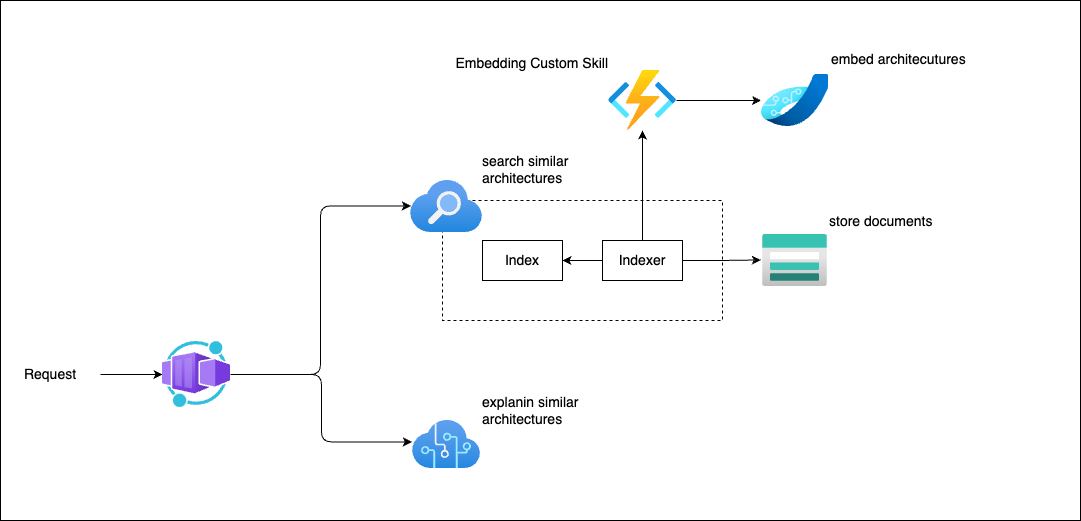 Embedding Custom Skill
embed architecutures
search similar
architectures
store documents
Index
Indexer
Request
explanin similar
architectures